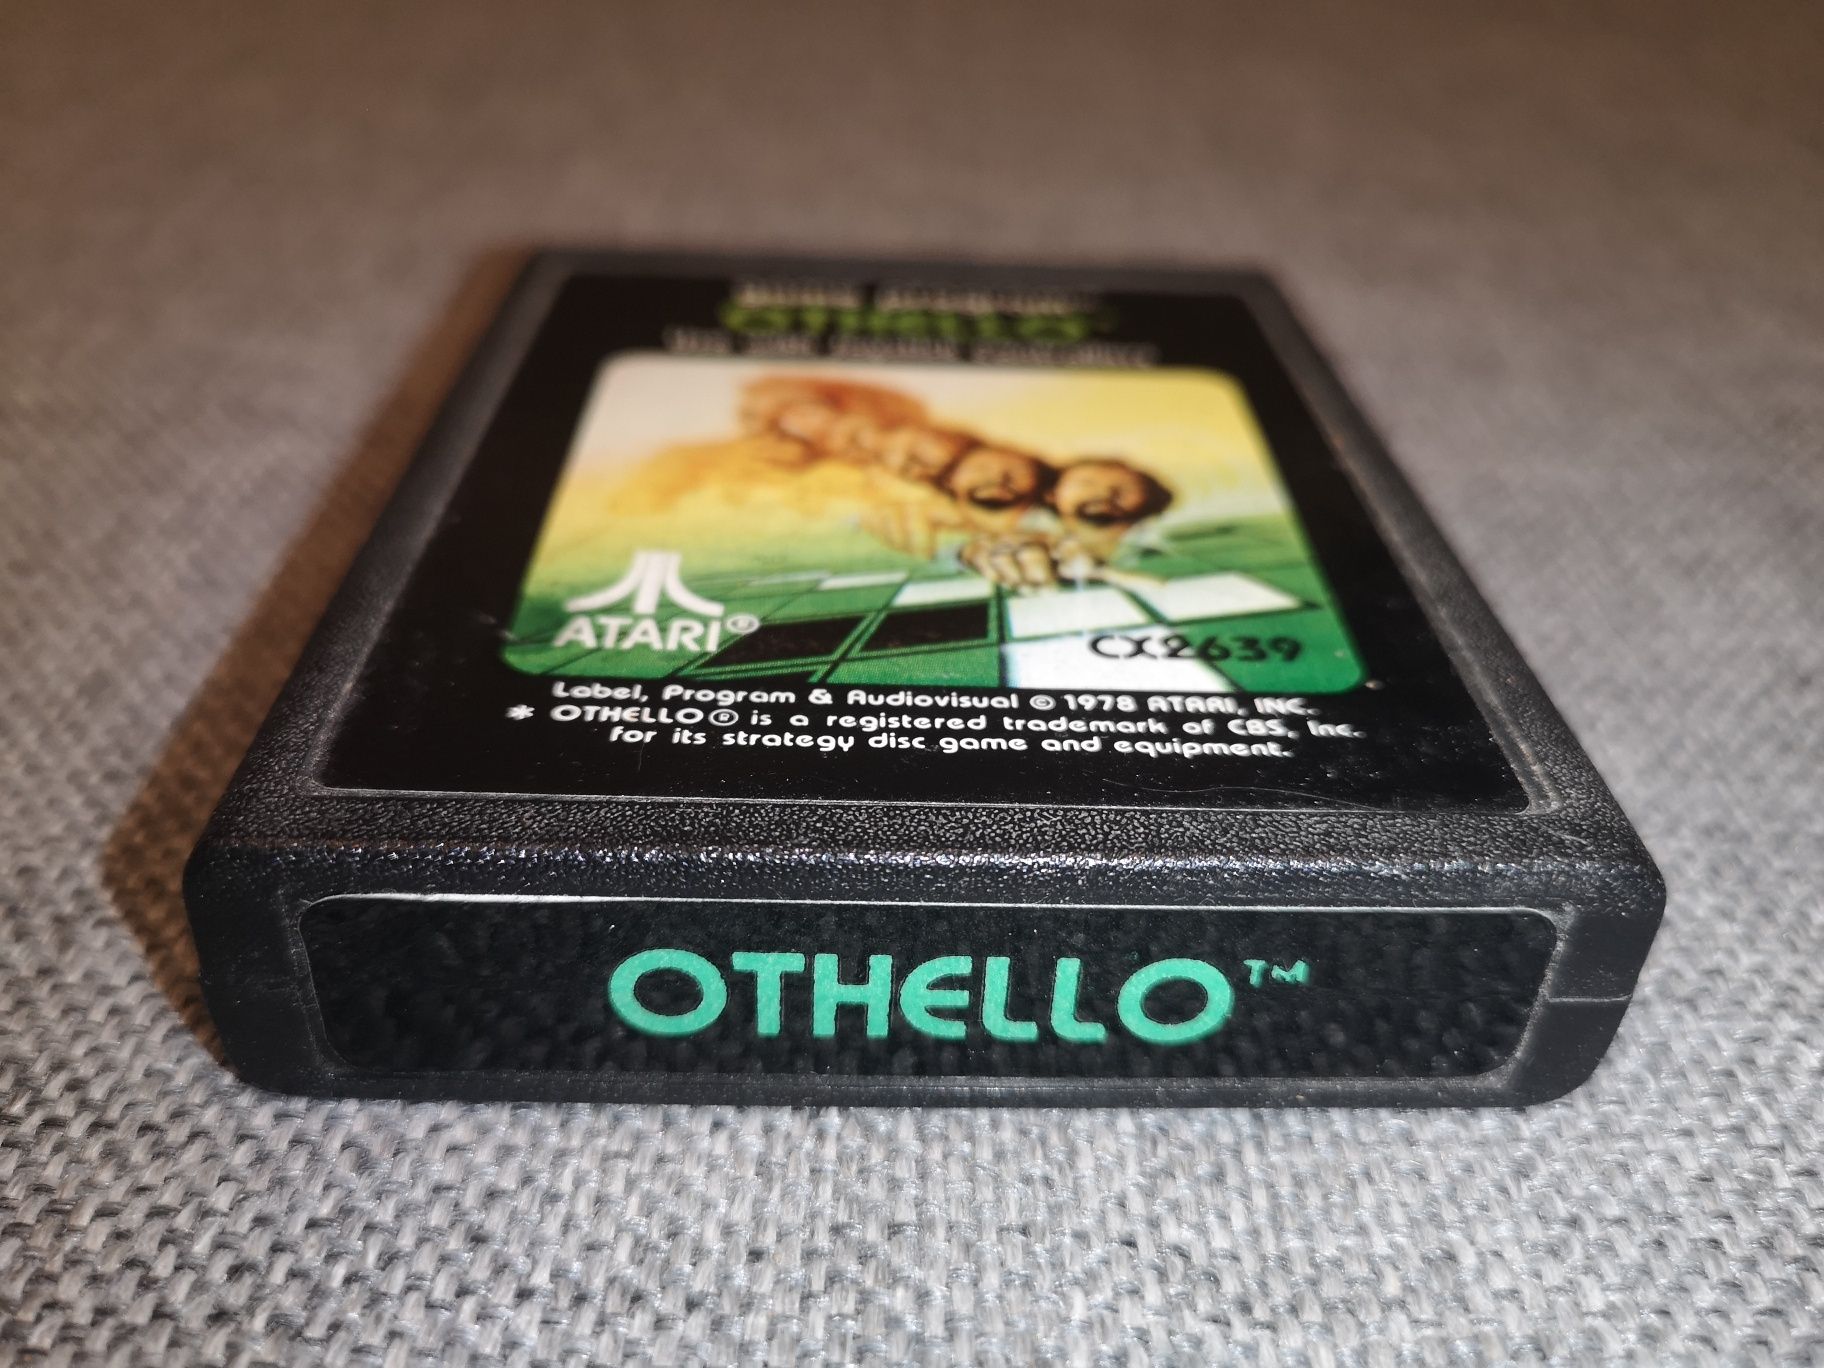 OTHELLO
ATARI®
CX2639
Label, Program & Audiovisual © 1978 ATARI, INC.
* OTHELLO® is a registered trademark of CBS, Inc.
for its strategy disc game and equipment.
OTHELLO™